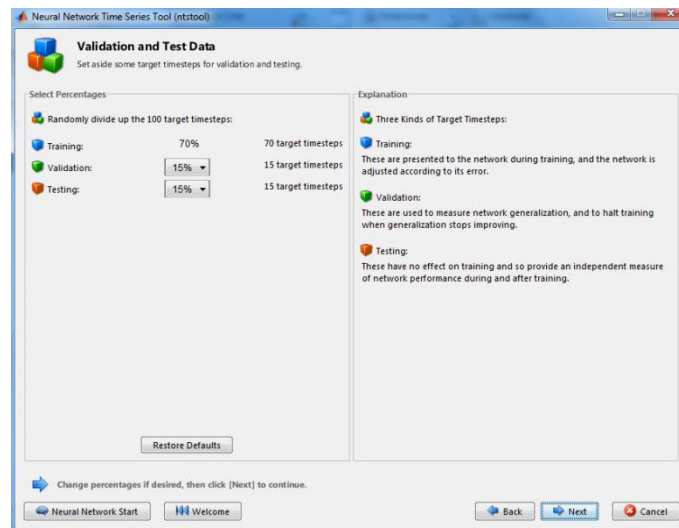 Neural Network Time Series Tool (ntstool)
Validation and Test Data
Set aside some target timesteps for validation and testing.
Select Percentages
Randomly divide up the 100 target timesteps:
Training: 70% 70 target timesteps
Validation: 15% 15 target timesteps
Testing: 15% 15 target timesteps
Restore Defaults
Explanation
Three Kinds of Target Timesteps:
Training:
These are presented to the network during training, and the network is
adjusted according to its error.
Validation:
These are used to measure network generalization, and to halt training
when generalization stops improving.
Testing:
These have no effect on training and so provide an independent measure
of network performance during and after training.
Change percentages if desired, then click [Next] to continue.
Neural Network Start Welcome Back Next Cancel